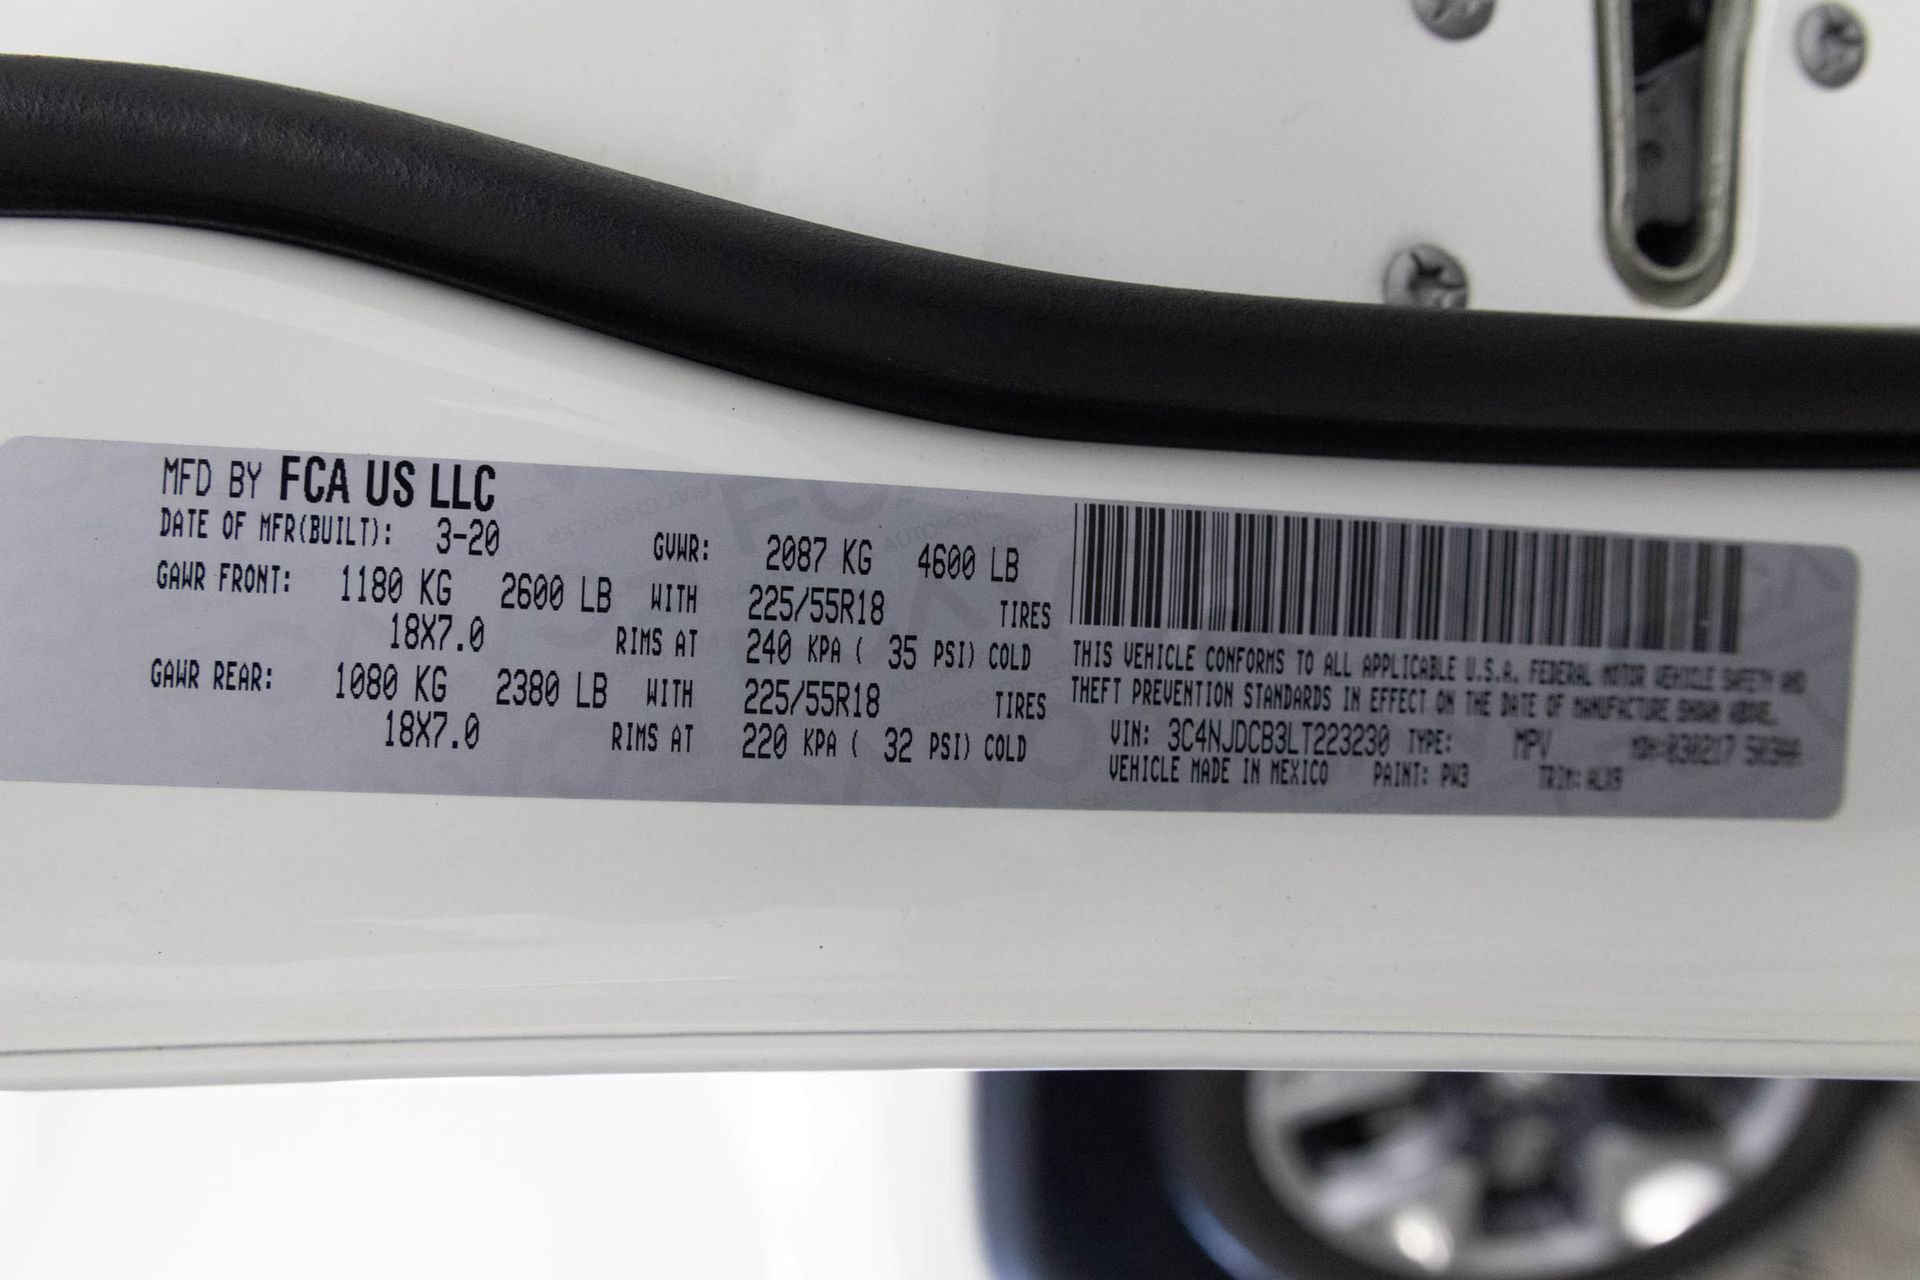 MFD BY FCA US LLC
DATE OF MFR(BUILT): 3-20 GVWR: 2087 KG 4600 LB
GAWR FRONT: 1180 KG 2600 LB WITH 225/55R18 TIRES
18X7.0 RIMS AT 240 KPA ( 35 PSI) COLD
GAWR REAR: 1080 KG 2380 LB WITH 225/55R18 TIRES
18X7.0 RIMS AT 220 KPA ( 32 PSI) COLD
THIS VEHICLE CONFORMS TO ALL APPLICABLE U.S.A. FEDERAL MOTOR VEHICLE SAFETY AND
THEFT PREVENTION STANDARDS IN EFFECT ON THE DATE OF MANUFACTURE SHOWN ABOVE.
VIN: 3C4NJDCB3LT223230 TYPE: MPV
VEHICLE MADE IN MEXICO PAINT: PW3 TRIM: